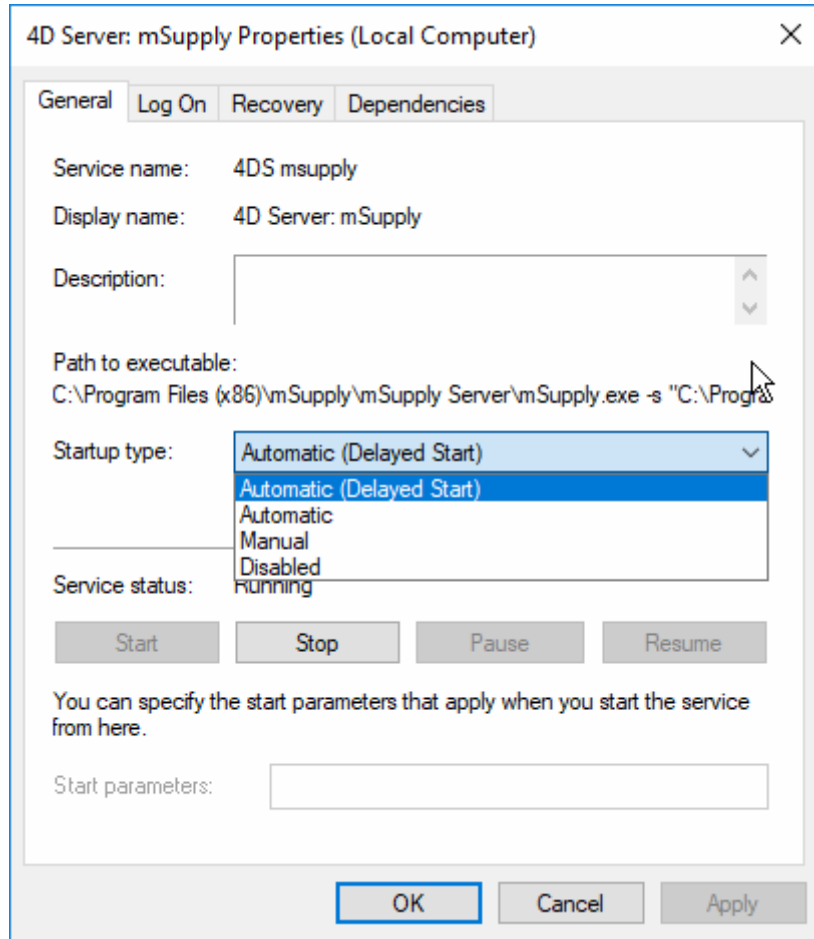 4D Server: mSupply Properties (Local Computer)
General Log On Recovery Dependencies
Service name: 4DS msupply
Display name: 4D Server: mSupply
Description:
Path to executable:
C:\Program Files (x86)\mSupply\mSupply Server\mSupply.exe -s "C:\Progra
Startup type: Automatic (Delayed Start)
Automatic (Delayed Start)
Automatic
Manual
Disabled
Service status: Running
Start Stop Pause Resume
You can specify the start parameters that apply when you start the service
from here.
Start parameters:
OK Cancel Apply